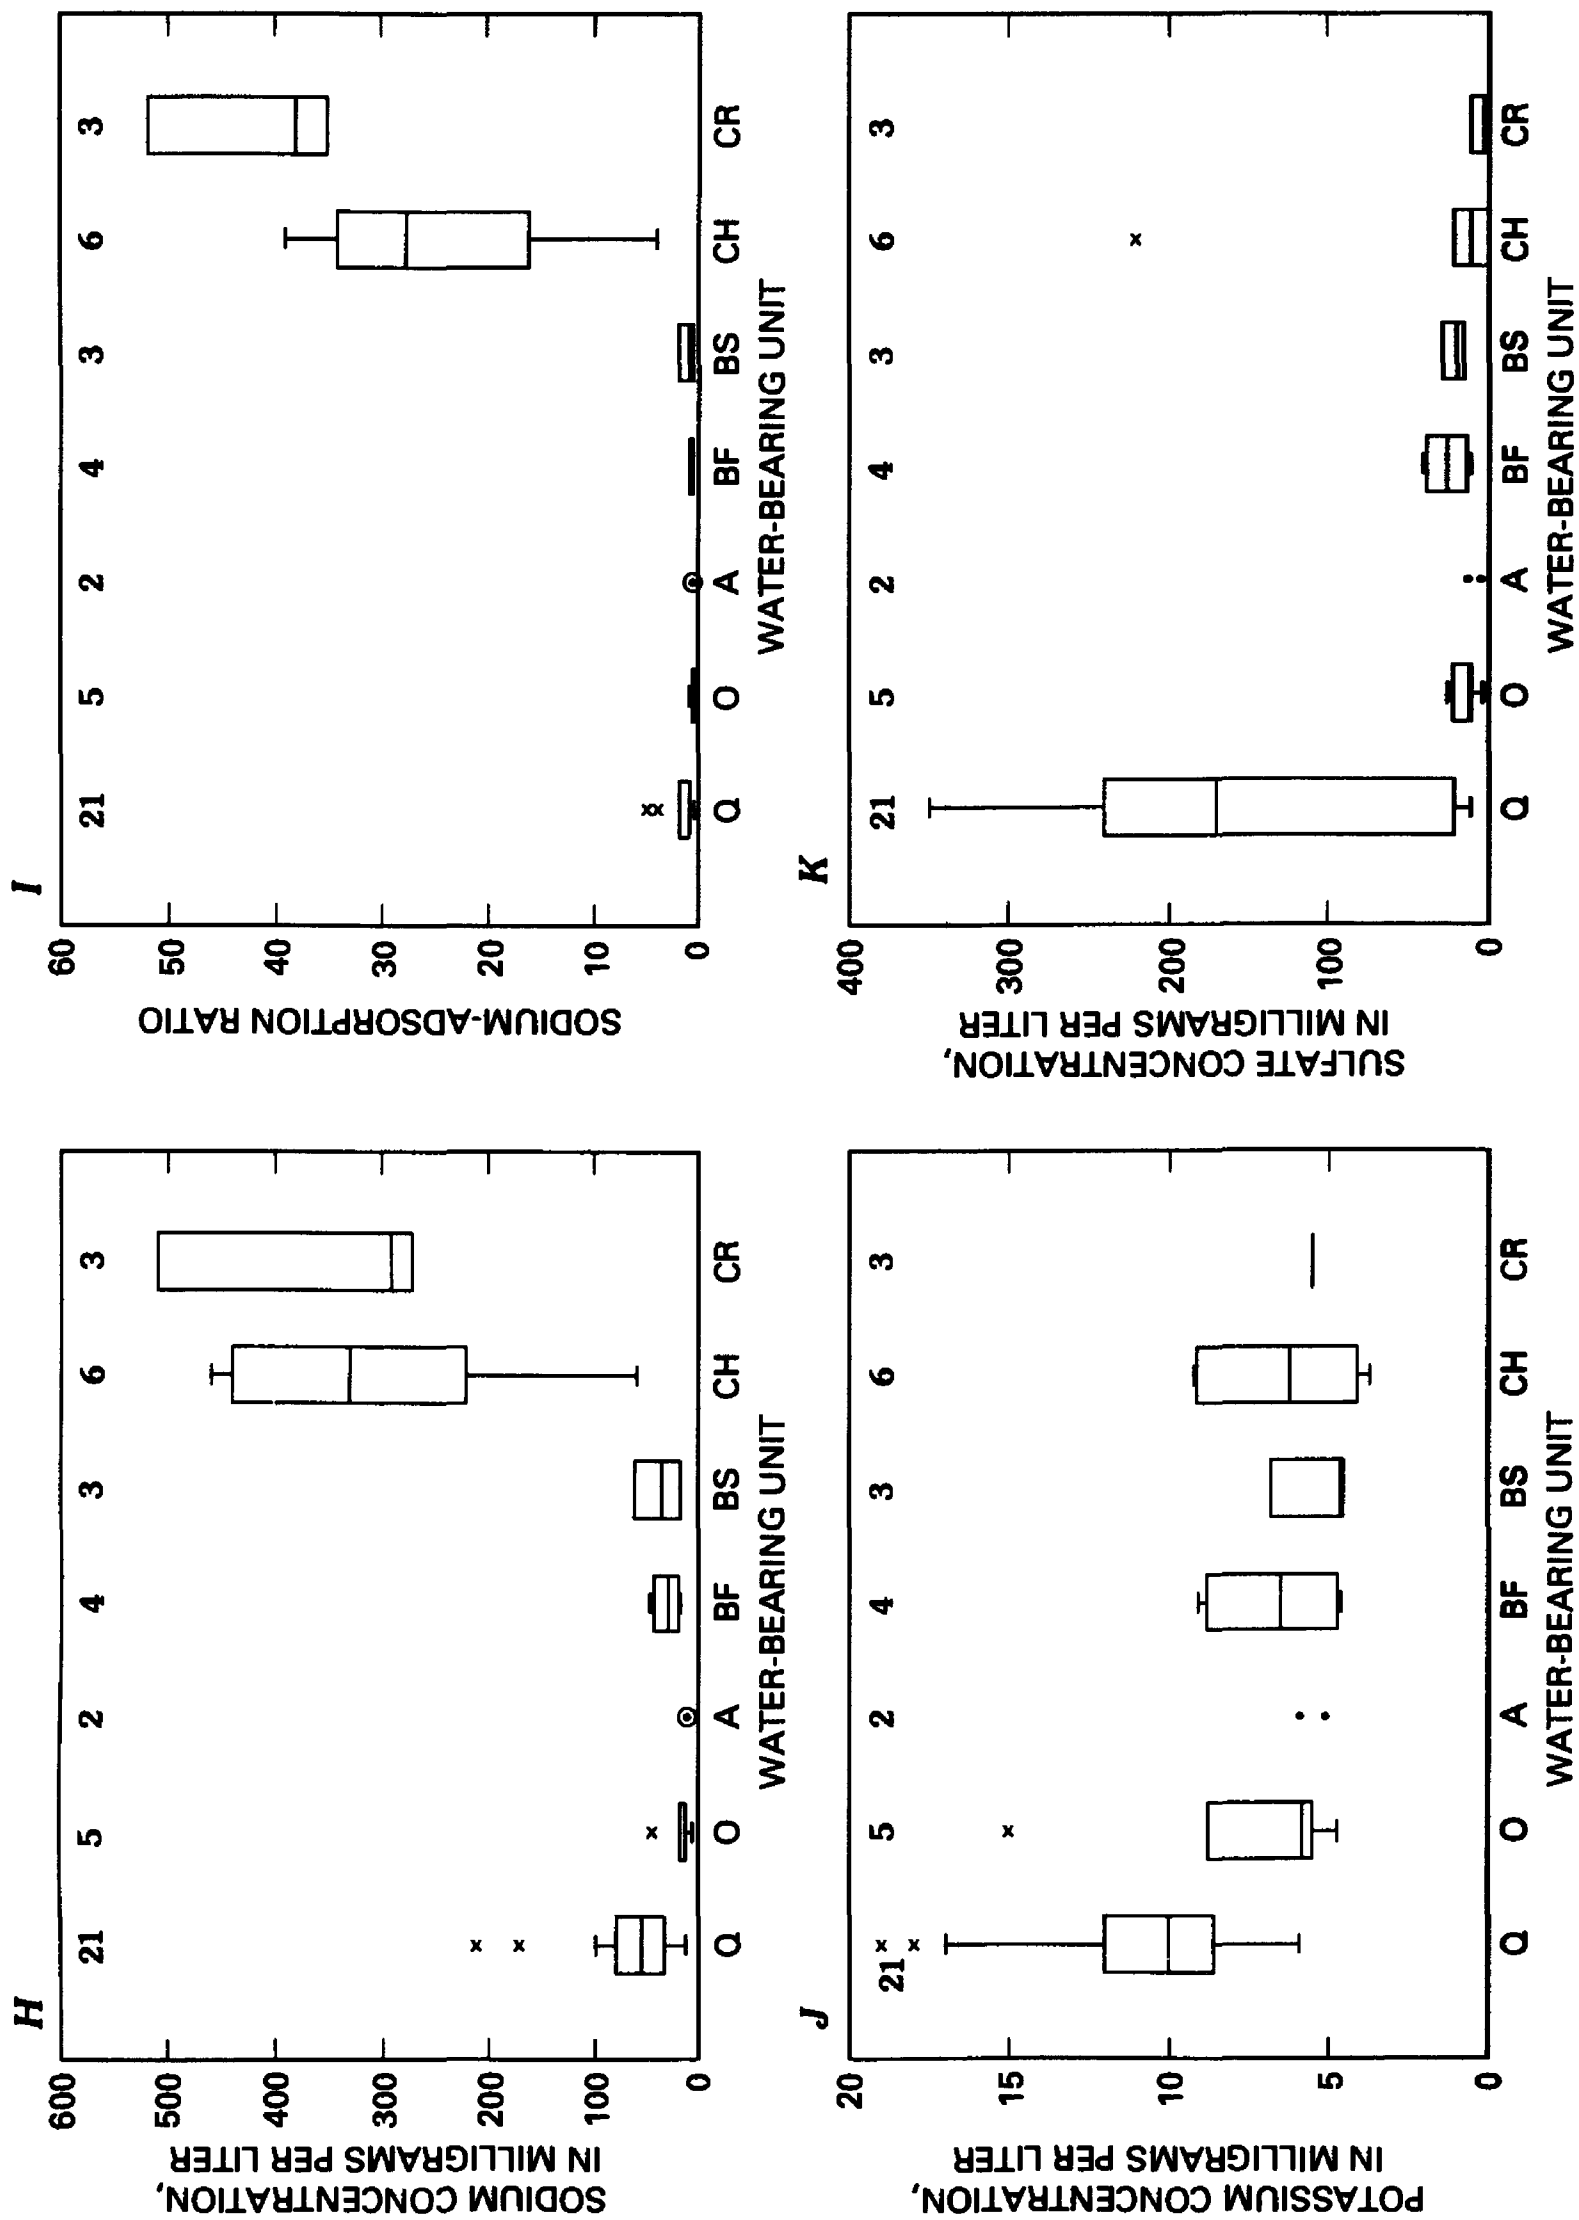 H
SODIUM CONCENTRATION,
IN MILLIGRAMS PER LITER
600
500
400
300
200
100
0
21 5 2 4 3 6 3
Q O A BF BS CH CR
WATER-BEARING UNIT
I
SODIUM-ADSORPTION RATIO
60
50
40
30
20
10
0
21 5 2 4 3 6 3
Q O A BF BS CH CR
WATER-BEARING UNIT
J
POTASSIUM CONCENTRATION,
IN MILLIGRAMS PER LITER
20
15
10
5
0
21 5 2 4 3 6 3
Q O A BF BS CH CR
WATER-BEARING UNIT
K
SULFATE CONCENTRATION,
IN MILLIGRAMS PER LITER
400
300
200
100
0
21 5 2 4 3 6 3
Q O A BF BS CH CR
WATER-BEARING UNIT